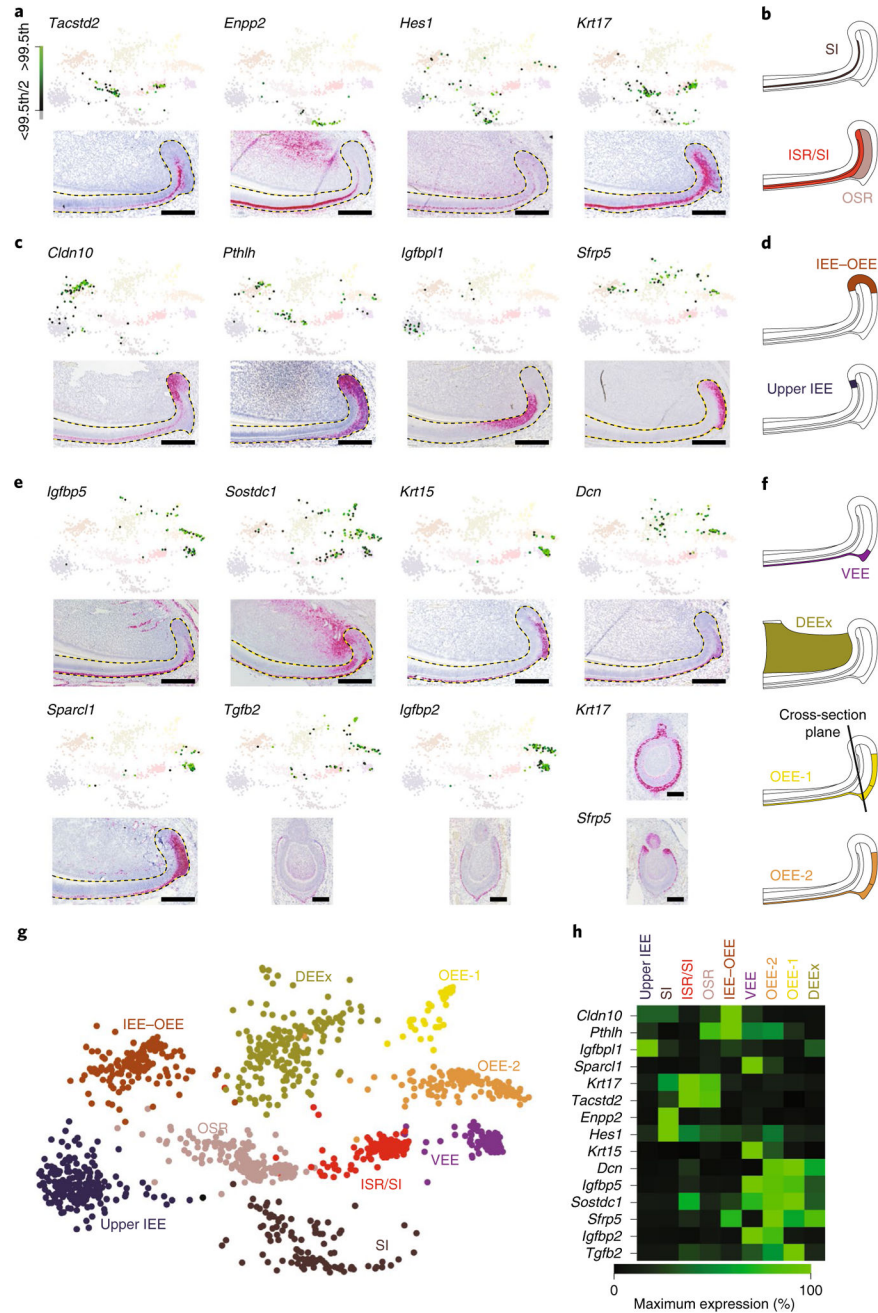 a
<99.5th/2 >99.5th
Tacstd2 Enpp2 Hes1 Krt17
b
SI
ISR/SI
OSR
c
Cldn10 Pthlh Igfbpl1 Sfrp5
d
IEE–OEE
Upper IEE
e
Igfbp5 Sostdc1 Krt15 Dcn
f
VEE
DEEx
Sparcl1 Tgfb2 Igfbp2 Krt17
Sfrp5
Cross-section
plane
OEE-1
OEE-2
g
DEEx
OEE-1
IEE–OEE
OEE-2
OSR
ISR/SI
VEE
Upper IEE
SI
h
Upper IEE
SI
ISR/SI
OSR
IEE–OEE
VEE
OEE-2
OEE-1
DEEx
Cldn10
Pthlh
Igfbpl1
Sparcl1
Krt17
Tacstd2
Enpp2
Hes1
Krt15
Dcn
Igfbp5
Sostdc1
Sfrp5
Igfbp2
Tgfb2
0 100
Maximum expression (%)